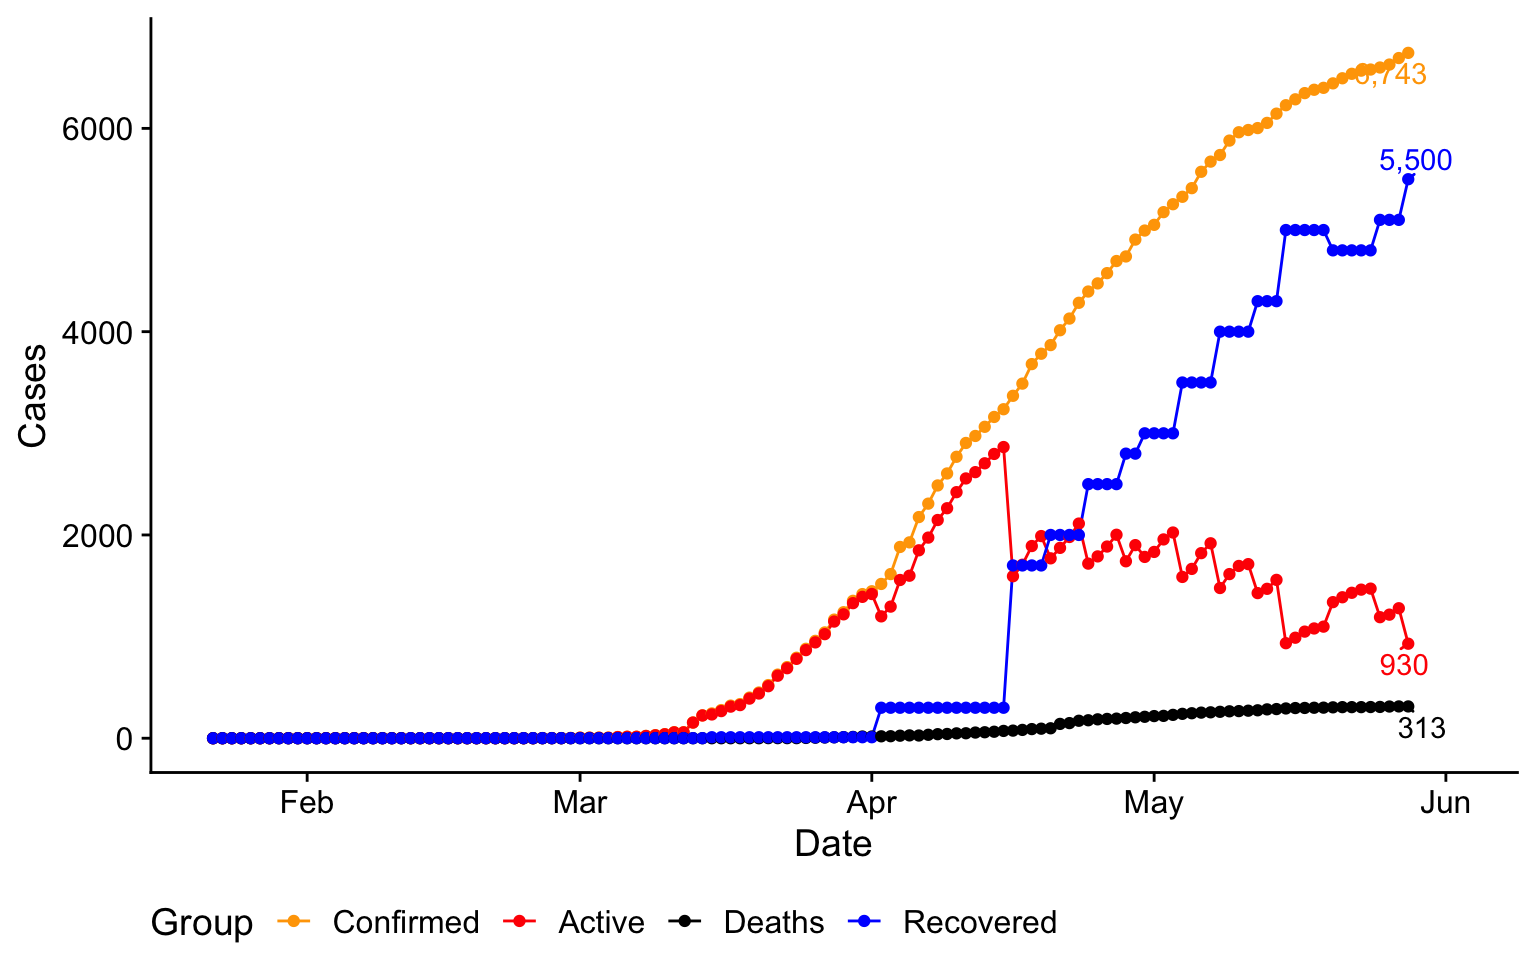 6,743
5,500
930
313
6000
4000
2000
0
Cases
Feb Mar Apr May Jun
Date
Group Confirmed Active Deaths Recovered